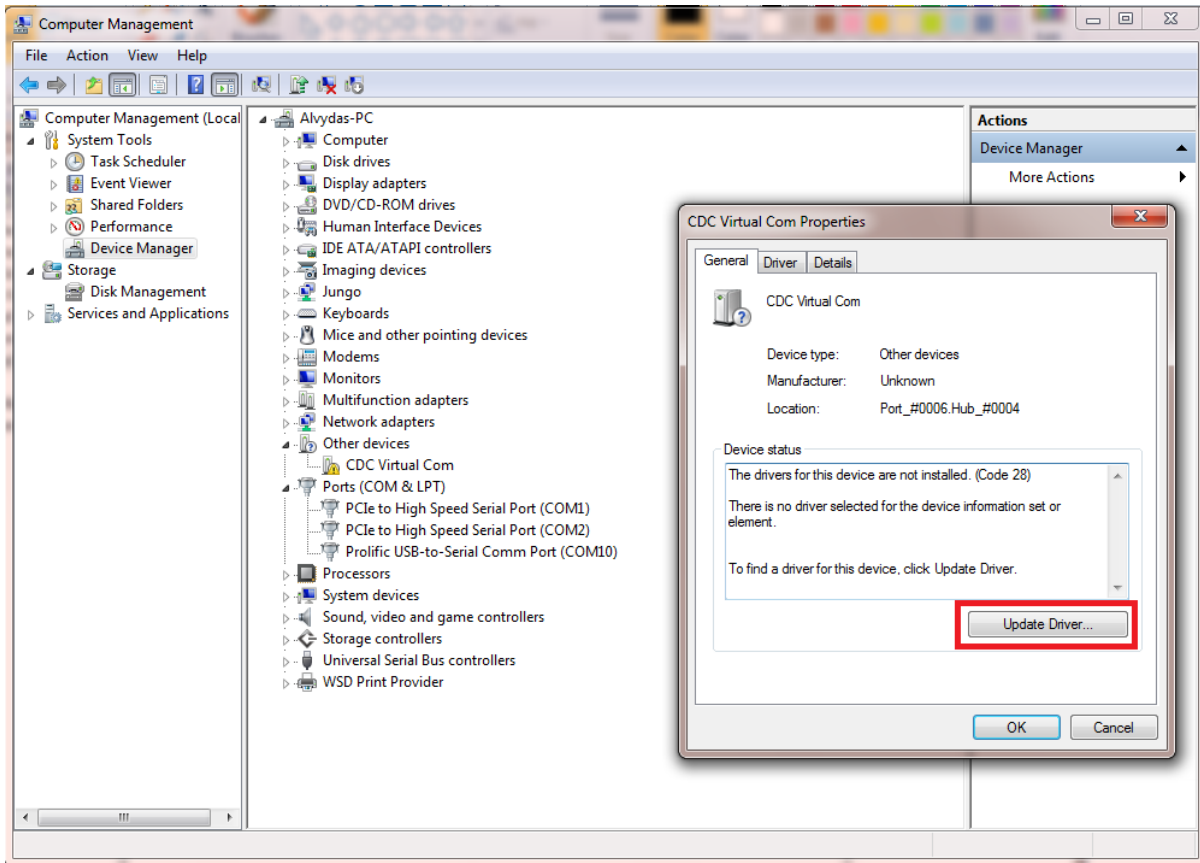 Computer Management
File Action View Help
Computer Management (Local
System Tools
Task Scheduler
Event Viewer
Shared Folders
Performance
Device Manager
Storage
Disk Management
Services and Applications
Alvydas-PC
Computer
Disk drives
Display adapters
DVD/CD-ROM drives
Human Interface Devices
IDE ATA/ATAPI controllers
Imaging devices
Jungo
Keyboards
Mice and other pointing devices
Modems
Monitors
Multifunction adapters
Network adapters
Other devices
CDC Virtual Com
Ports (COM & LPT)
PCIe to High Speed Serial Port (COM1)
PCIe to High Speed Serial Port (COM2)
Prolific USB-to-Serial Comm Port (COM10)
Processors
System devices
Sound, video and game controllers
Storage controllers
Universal Serial Bus controllers
WSD Print Provider
Actions
Device Manager
More Actions
CDC Virtual Com Properties
General Driver Details
CDC Virtual Com
Device type: Other devices
Manufacturer: Unknown
Location: Port_#0006.Hub_#0004
Device status
The drivers for this device are not installed. (Code 28)
There is no driver selected for the device information set or
element.
To find a driver for this device, click Update Driver.
Update Driver...
OK Cancel